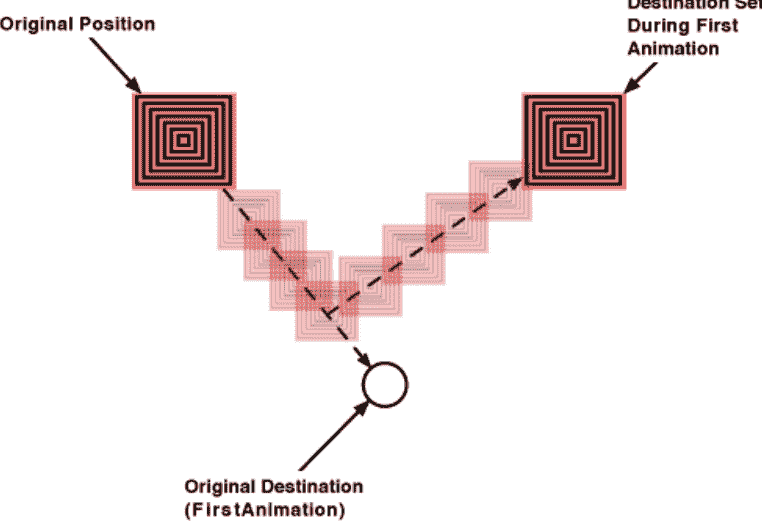 Original Position
Destination Set
During First
Animation
Original Destination
(FirstAnimation)